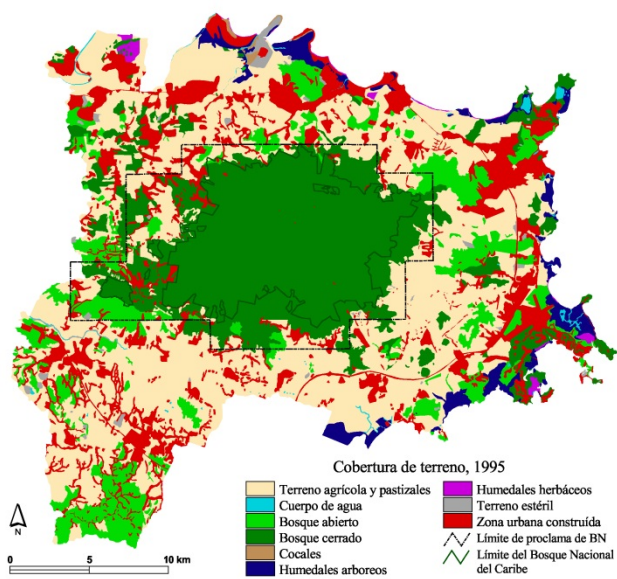 Cobertura de terreno, 1995
Terreno agrícola y pastizales
Cuerpo de agua
Bosque abierto
Bosque cerrado
Cocales
Humedales arboreos
Humedales herbáceos
Terreno estéril
Zona urbana construída
Límite de proclama de BN
Límite del Bosque Nacional
del Caribe
N
0 5 10 km